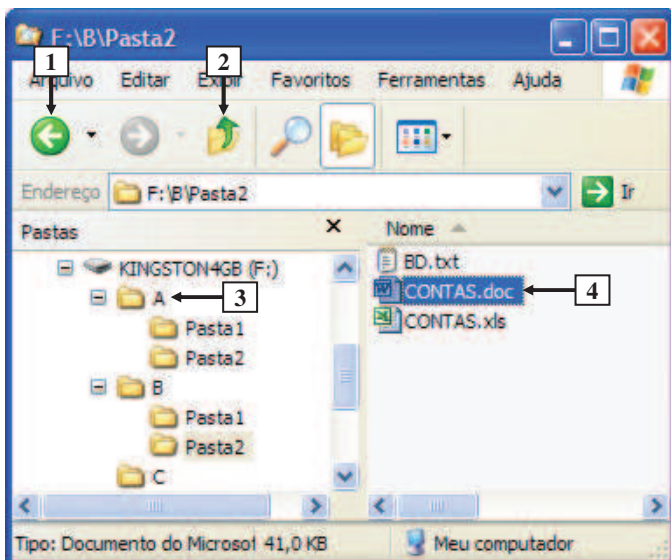 F:\B\Pasta2
1
2
Arquivo Editar Exibir Favoritos Ferramentas Ajuda
Endereço F:\B\Pasta2 Ir
Pastas
KINGSTON4GB (F:)
A
3
Pasta1
Pasta2
B
Pasta1
Pasta2
C
Nome
BD.txt
CONTAS.doc
4
CONTAS.xls
Tipo: Documento do Microsof 41,0 KB Meu computador